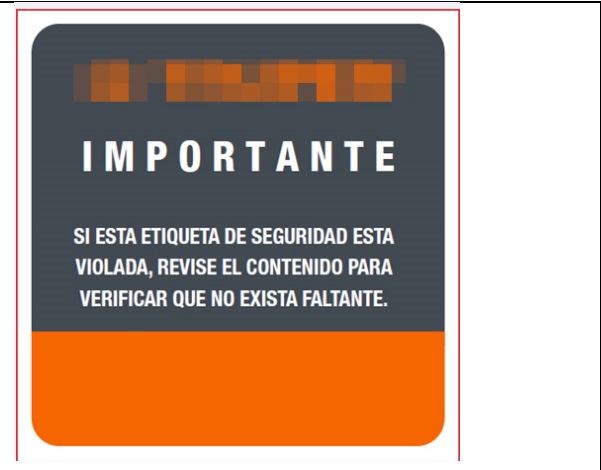 IMPORTANTE
SI ESTA ETIQUETA DE SEGURIDAD ESTA
VIOLADA, REVISE EL CONTENIDO PARA
VERIFICAR QUE NO EXISTA FALTANTE.